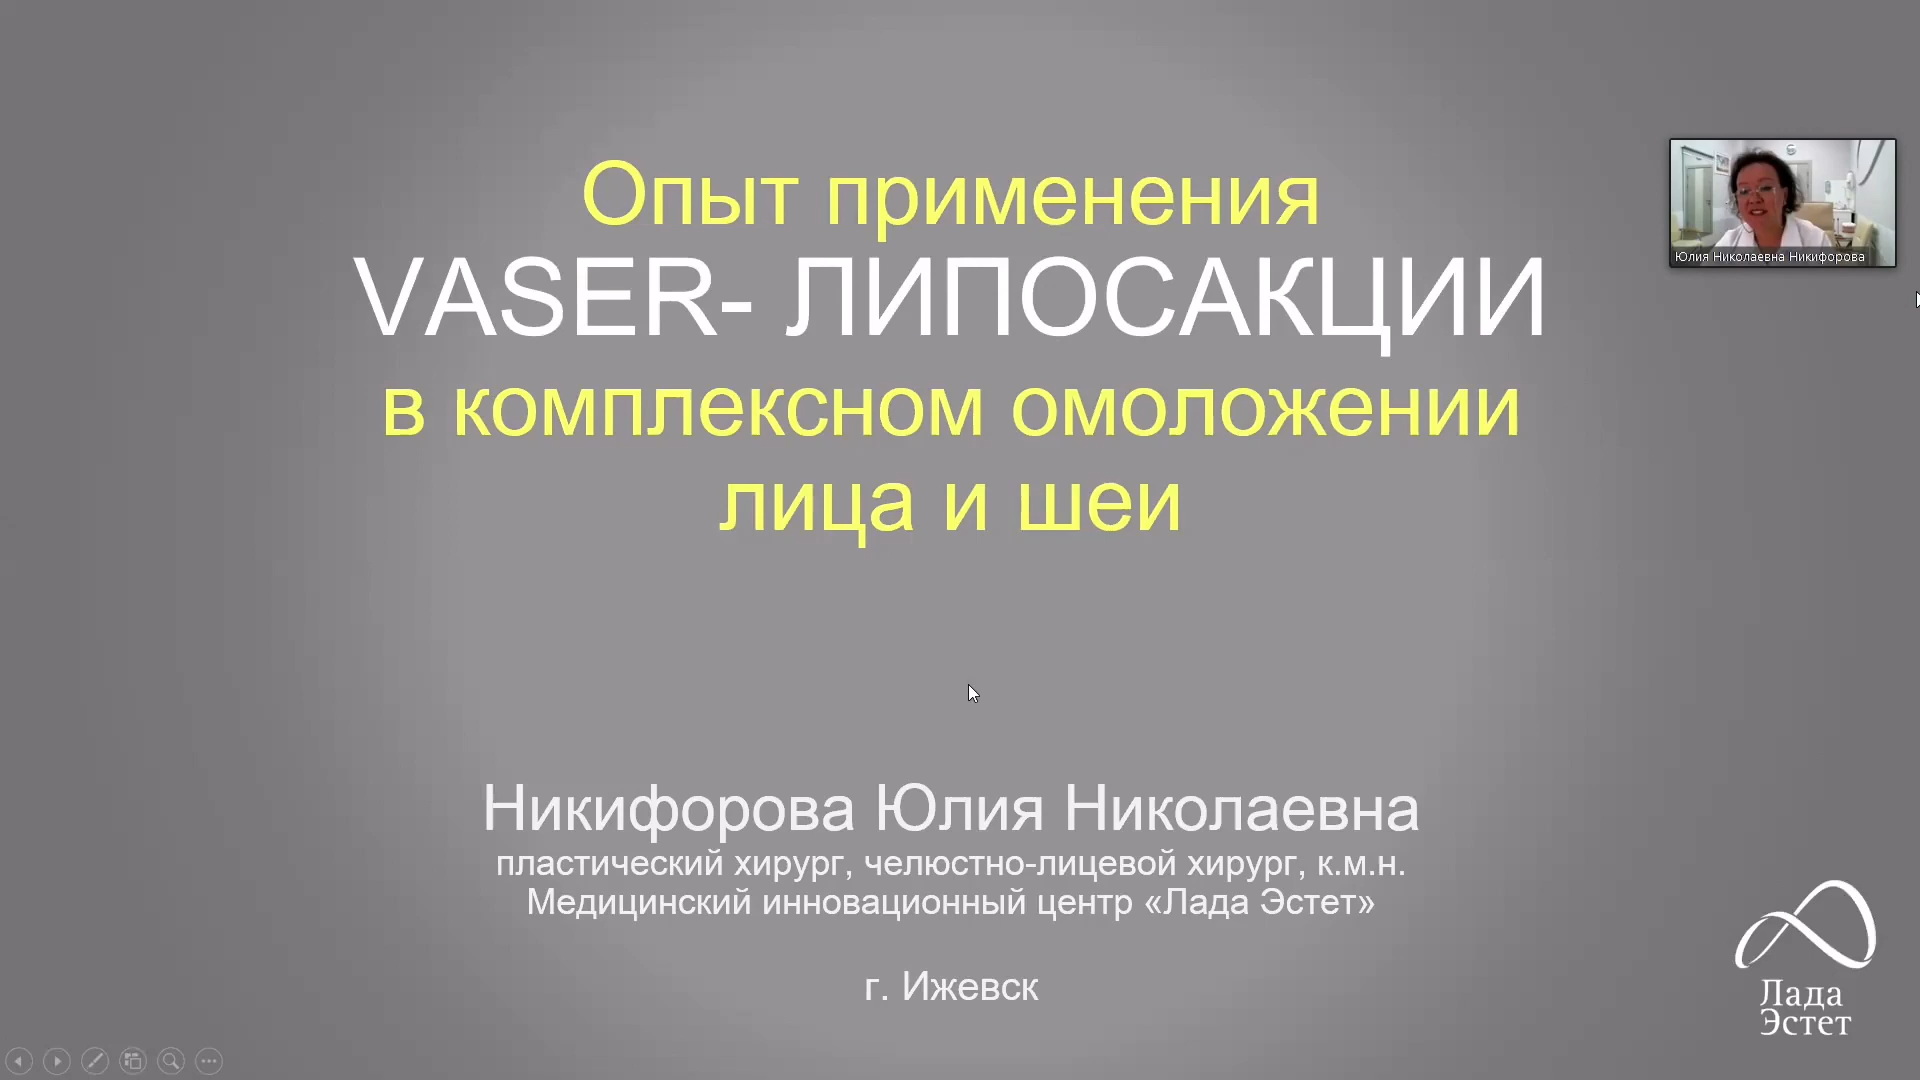 Опыт применения
VASER- ЛИПОСАКЦИИ
в комплексном омоложении
лица и шеи
Юлия Николаевна Никифорова
Никифорова Юлия Николаевна
пластический хирург, челюстно-лицевой хирург, к.м.н.
Медицинский инновационный центр «Лада Эстет»
г. Ижевск
Лада
Эстет